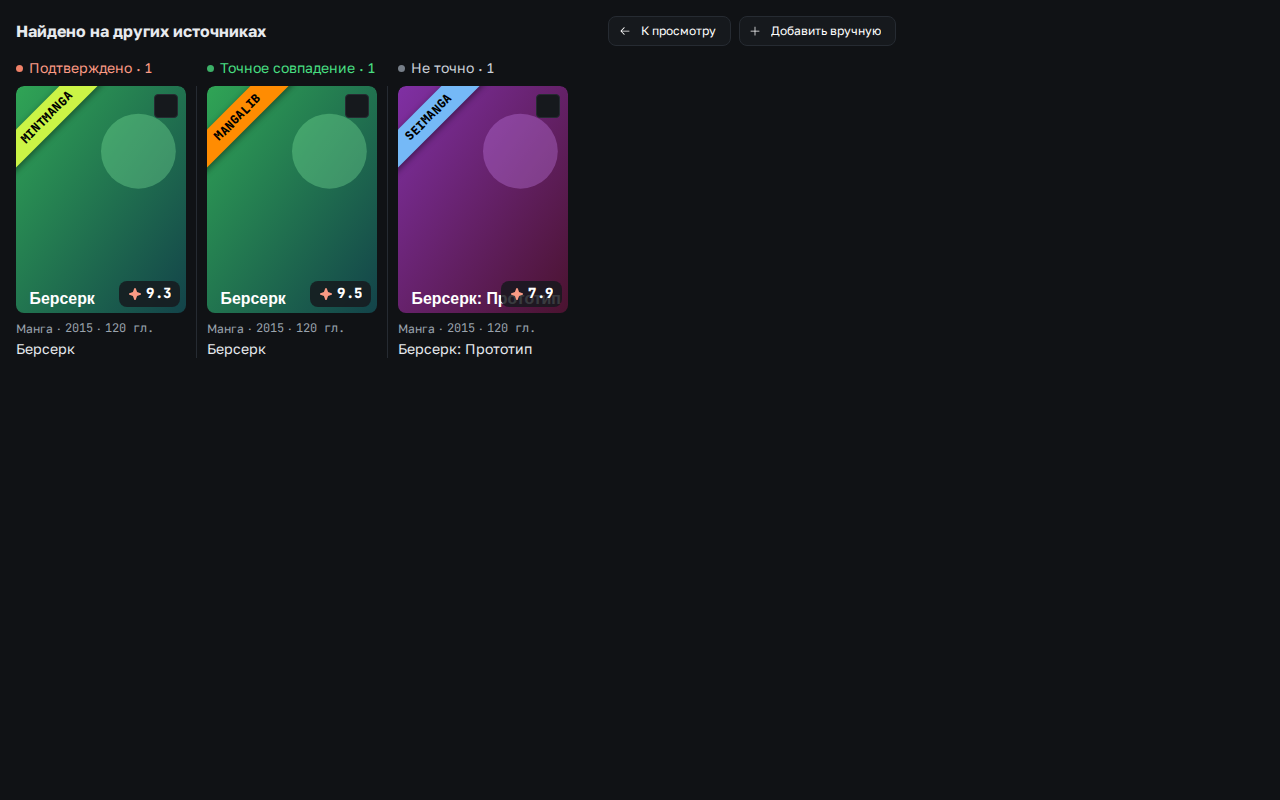 Найдено на других источниках
К просмотру
Добавить вручную
Подтверждено · 1
Точное совпадение · 1
Не точно · 1
MINTMANGA
Берсерк
9.3
Манга · 2015 · 120 гл.
Берсерк
MANGALIB
Берсерк
9.5
Манга · 2015 · 120 гл.
Берсерк
SEIMANGA
Берсерк: Прототип
7.9
Манга · 2015 · 120 гл.
Берсерк: Прототип